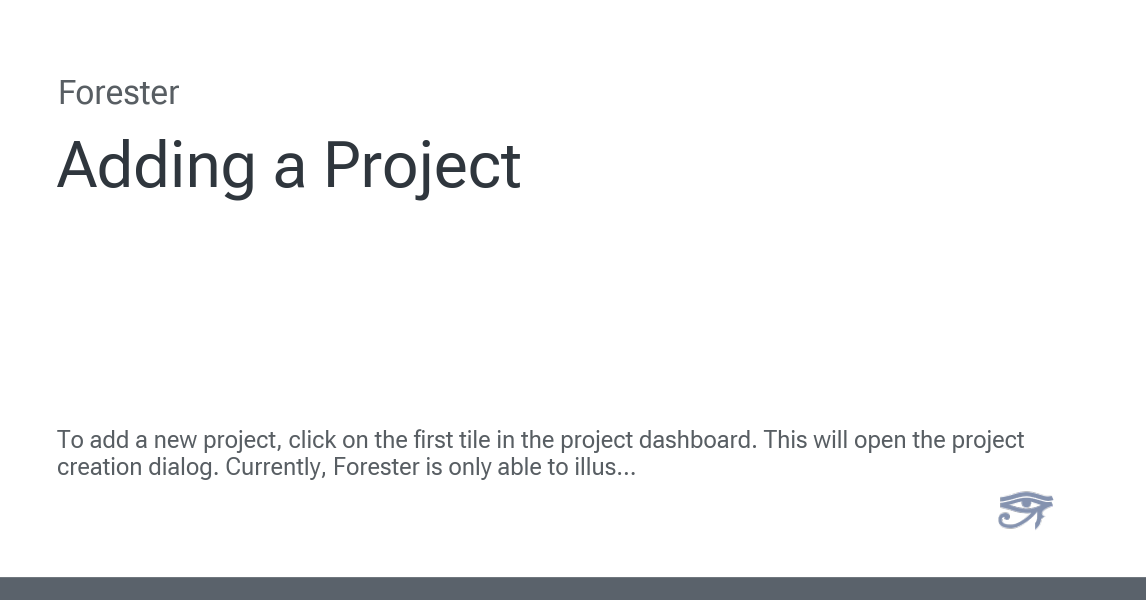 Forester
Adding a Project
To add a new project, click on the first tile in the project dashboard. This will open the project
creation dialog. Currently, Forester is only able to illus...